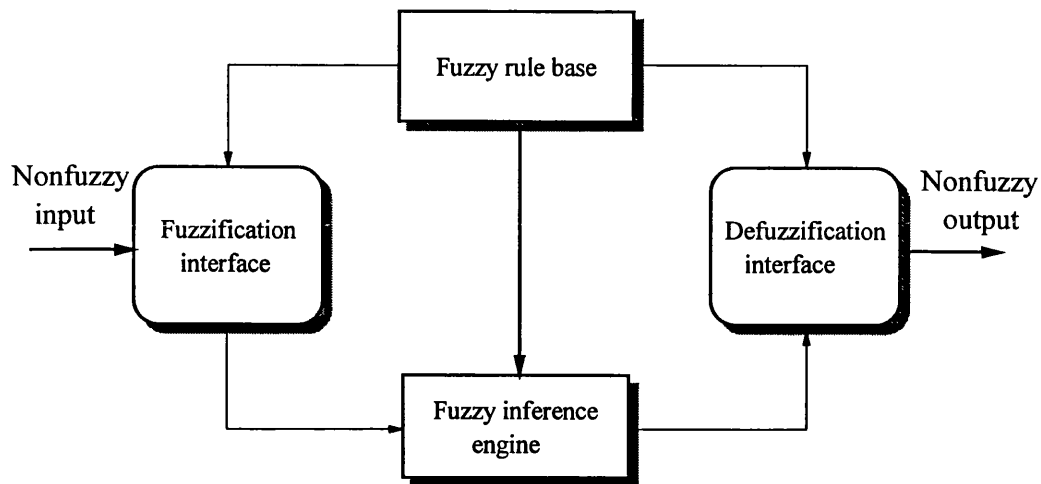 Fuzzy rule base
Nonfuzzy
input
Fuzzification
interface
Defuzzification
interface
Nonfuzzy
output
Fuzzy inference
engine